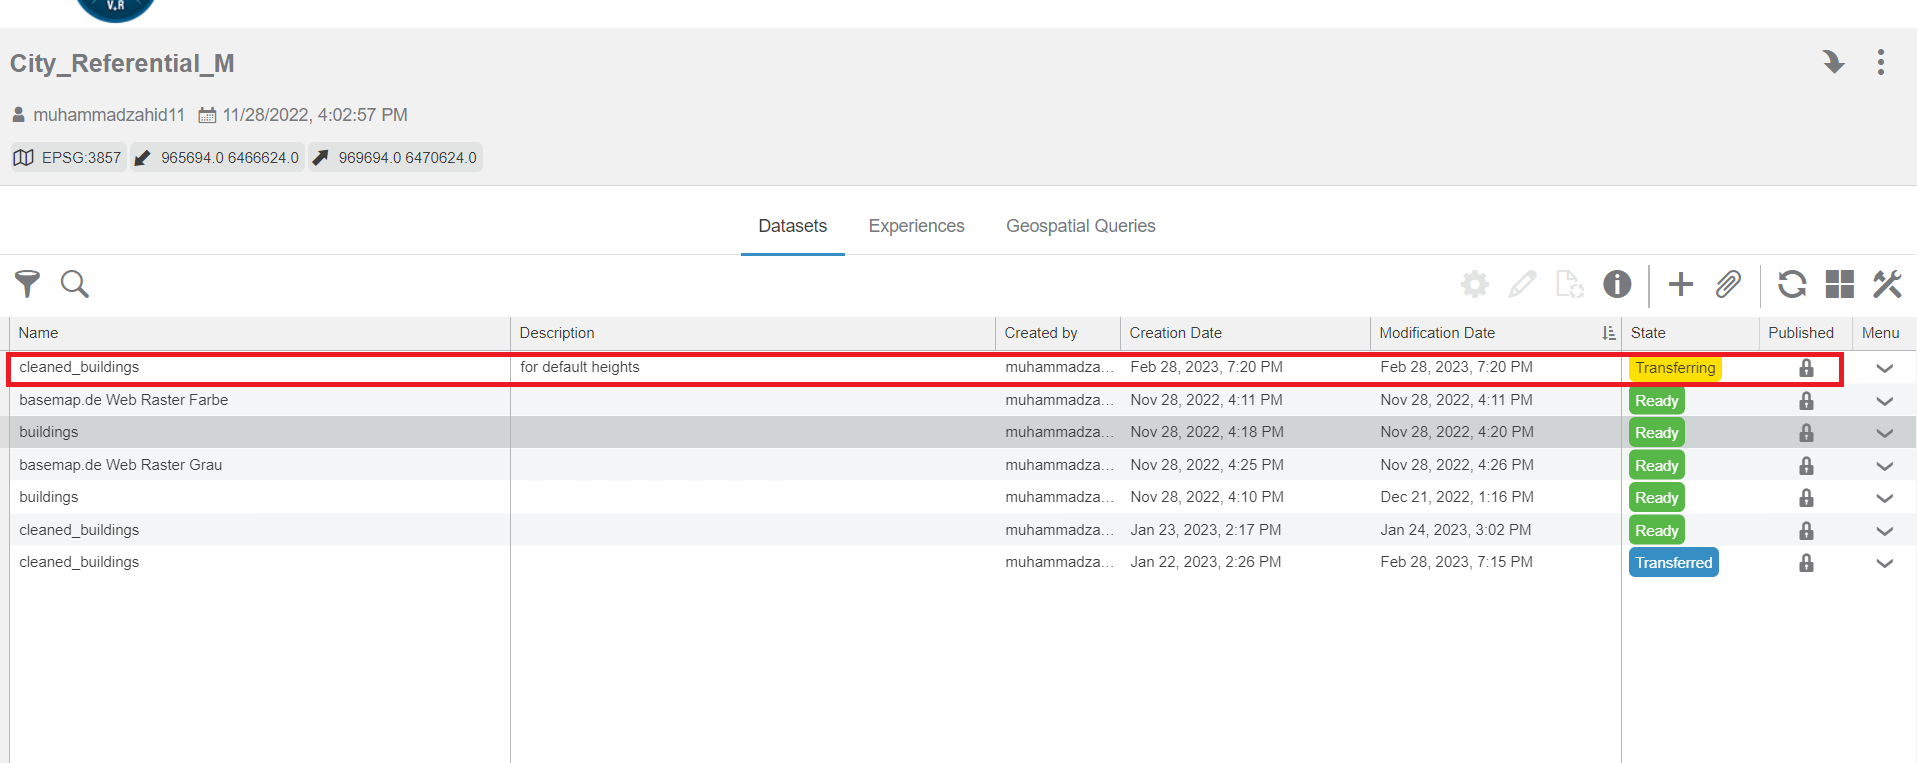 V.R
City_Referential_M
muhammadzahid11 11/28/2022, 4:02:57 PM
EPSG:3857 965694.0 6466624.0 969694.0 6470624.0
Datasets Experiences Geospatial Queries
Name Description Created by Creation Date Modification Date State Published Menu
cleaned_buildings for default heights muhammadza... Feb 28, 2023, 7:20 PM Feb 28, 2023, 7:20 PM Transferring
basemap.de Web Raster Farbe muhammadza... Nov 28, 2022, 4:11 PM Nov 28, 2022, 4:11 PM Ready
buildings muhammadza... Nov 28, 2022, 4:18 PM Nov 28, 2022, 4:20 PM Ready
basemap.de Web Raster Grau muhammadza... Nov 28, 2022, 4:25 PM Nov 28, 2022, 4:26 PM Ready
buildings muhammadza... Nov 28, 2022, 4:10 PM Dec 21, 2022, 1:16 PM Ready
cleaned_buildings muhammadza... Jan 23, 2023, 2:17 PM Jan 24, 2023, 3:02 PM Ready
cleaned_buildings muhammadza... Jan 22, 2023, 2:26 PM Feb 28, 2023, 7:15 PM Transferred